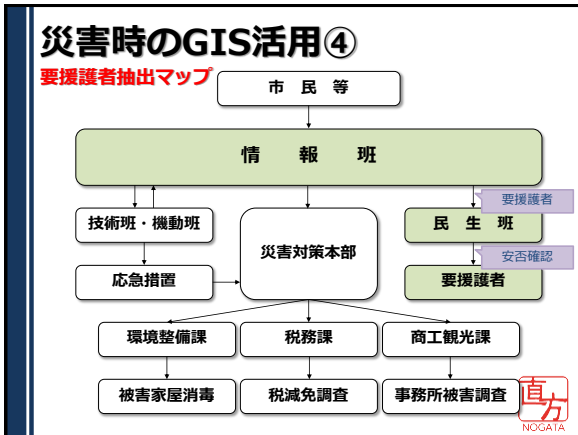 災害時のGIS活用④
要援護者抽出マップ
市 民 等
情 報 班
要援護者
技術班・機動班
災害対策本部
民 生 班
安否確認
応急措置
要援護者
環境整備課
税務課
商工観光課
被害家屋消毒
税減免調査
事務所被害調査
直方
NOGATA